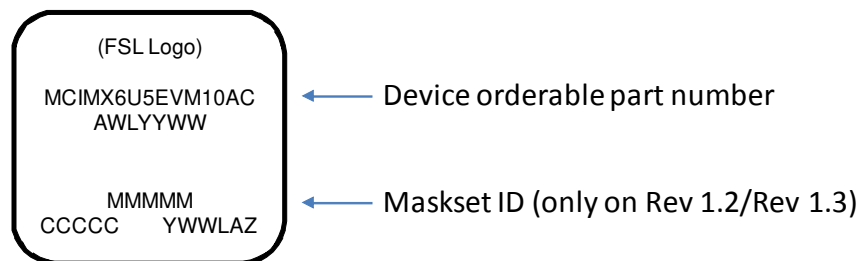 (FSL Logo)
MCIMX6U5EVM10AC
AWLYYWW
MMMMM
CCCCC YWWLAZ
Device orderable part number
Maskset ID (only on Rev 1.2/Rev 1.3)